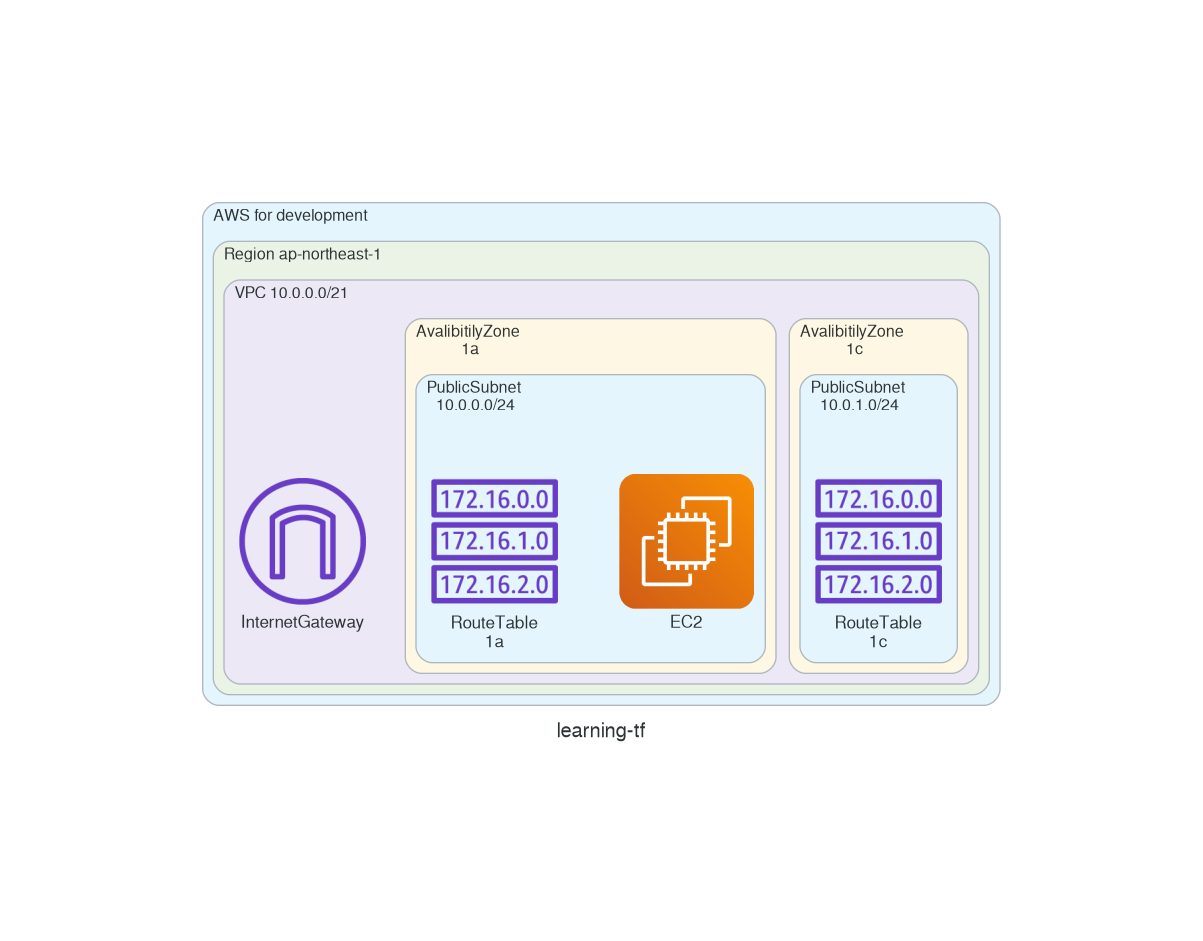 AWS for development
Region ap-northeast-1
VPC 10.0.0.0/21
AvalibitilyZone
1a
PublicSubnet
10.0.0.0/24
172.16.0.0
172.16.1.0
172.16.2.0
RouteTable
1a
EC2
AvalibitilyZone
1c
PublicSubnet
10.0.1.0/24
172.16.0.0
172.16.1.0
172.16.2.0
RouteTable
1c
InternetGateway
learning-tf